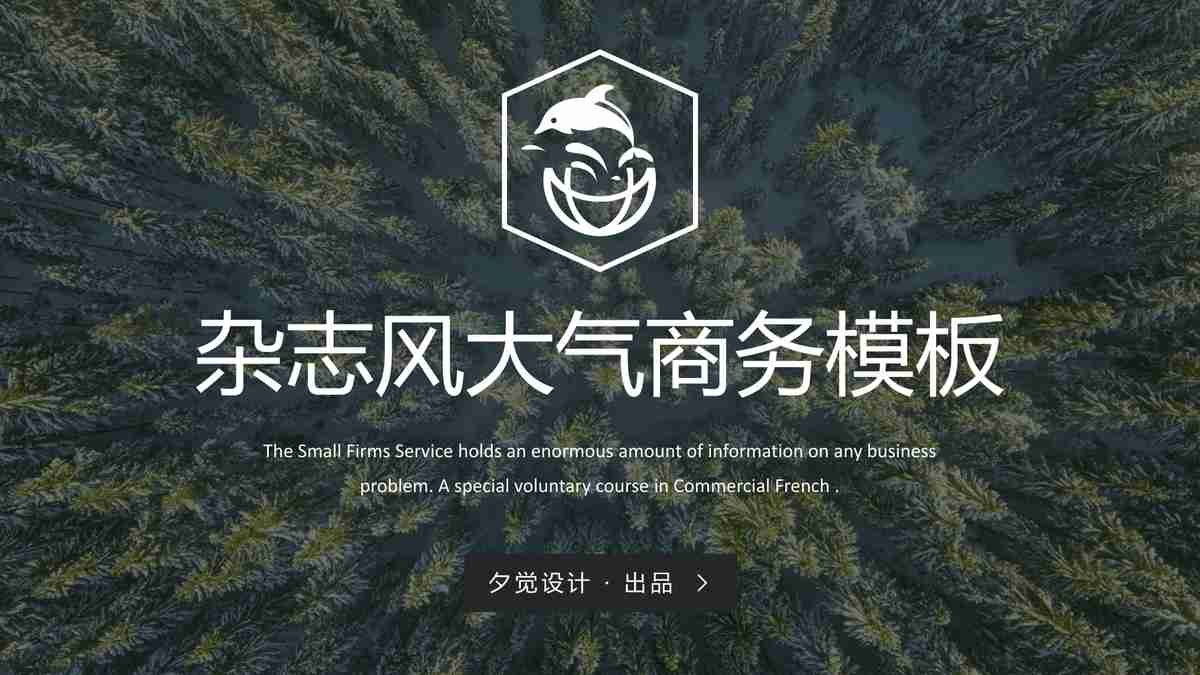 杂志风大气商务模板
The Small Firms Service holds an enormous amount of information on any business
problem. A special voluntary course in Commercial French .
夕觉设计 · 出品 >